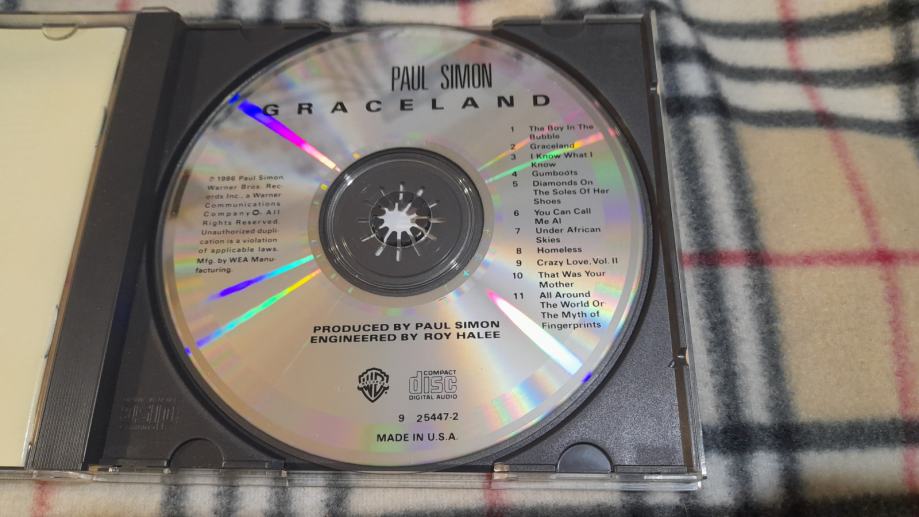 PAUL SIMON
GRACELAND
1 The Boy In The
Bubble
2 Graceland
3 I Know What I
Know
4 Gumboots
5 Diamonds On
The Soles Of Her
Shoes
6 You Can Call
Me Al
7 Under African
Skies
8 Homeless
9 Crazy Love, Vol. II
10 That Was Your
Mother
11 All Around
The World Or
The Myth of
Fingerprints
℗ 1986 Paul Simon
Warner Bros. Rec-
ords Inc., a Warner
Communications
Company. All
Rights Reserved.
Unauthorized dupli-
cation is a violation
of applicable laws.
Mfg. by WEA Manu-
facturing.
PRODUCED BY PAUL SIMON
ENGINEERED BY ROY HALEE
WB
COMPACT
disc
DIGITAL AUDIO
9 25447-2
MADE IN U.S.A.